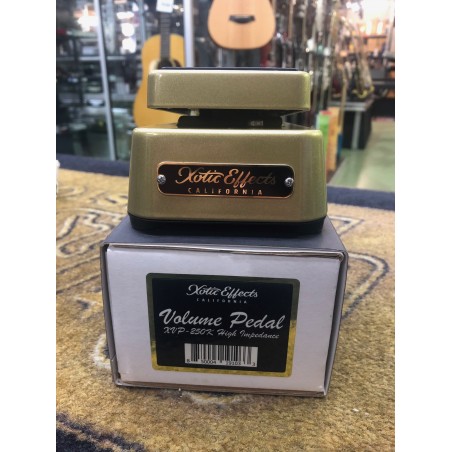 Xotic Effects
CALIFORNIA
Xotic Effects
CALIFORNIA
Volume Pedal
XVP-250K High Impedance